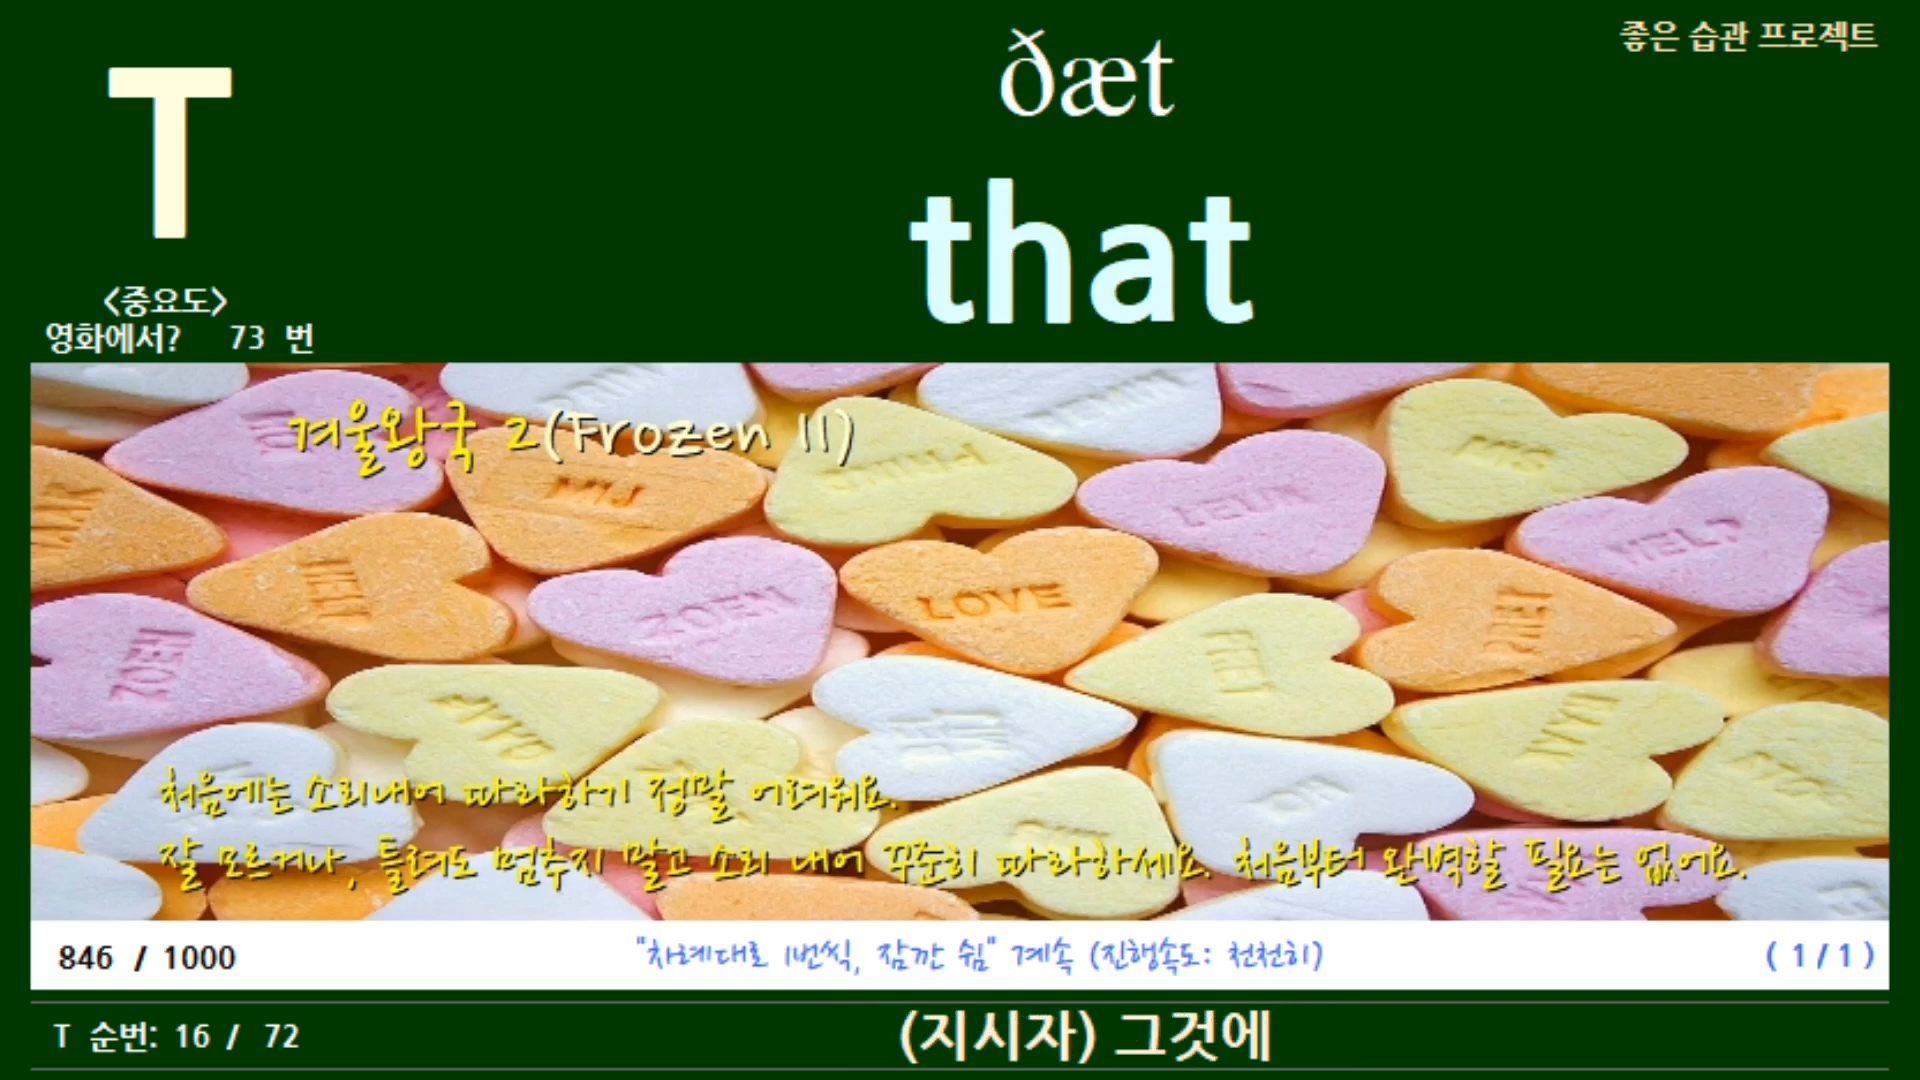 좋은 습관 프로젝트
T
ðæt
that
<중요도>
영화에서? 73 번
겨울왕국 2(Frozen II)
MIJ
LEUK
HELP
ZOEN
LOVE
처음에는 소리내어 따라하기 정말 어려워요.
잘 모르거나, 틀려도 멈추지 말고 소리 내어 꾸준히 따라하세요. 처음부터 완벽할 필요는 없어요.
846 / 1000
"차례대로 1번씩, 잠깐 쉼" 계속 (진행속도: 천천히)
( 1 / 1 )
T 순번: 16 / 72
(지시자) 그것에